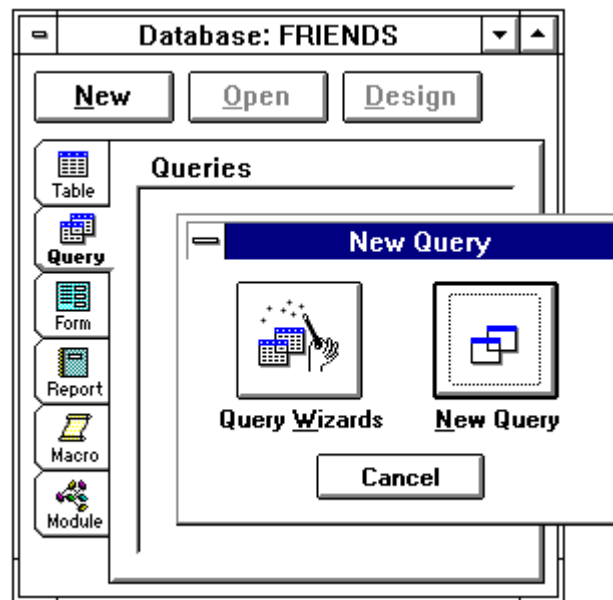 Database: FRIENDS
New Open Design
Table
Query
Form
Report
Macro
Module
Queries
New Query
Query Wizards New Query
Cancel